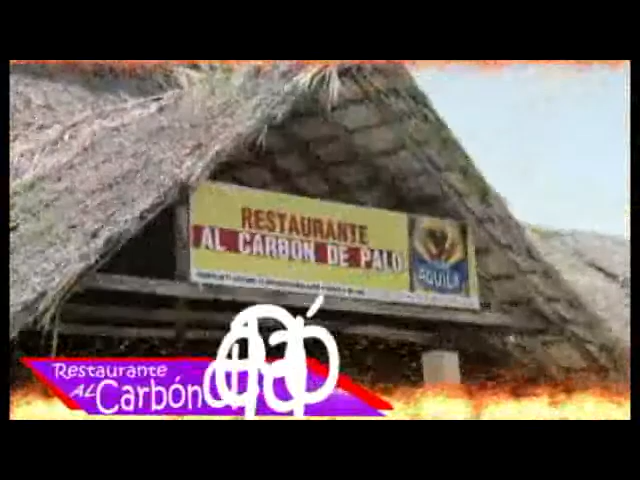 RESTAURANTE
AL CARBON DE PALO
AGUILA
Restaurante
AL Carbón